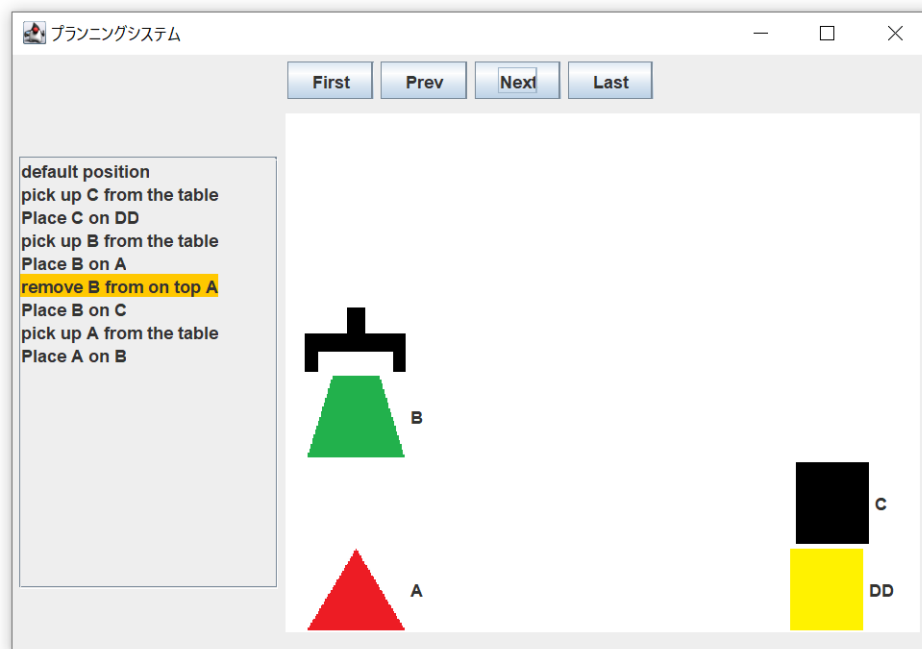 プランニングシステム
First Prev Next Last
default position
pick up C from the table
Place C on DD
pick up B from the table
Place B on A
remove B from on top A
Place B on C
pick up A from the table
Place A on B
B
C
A
DD